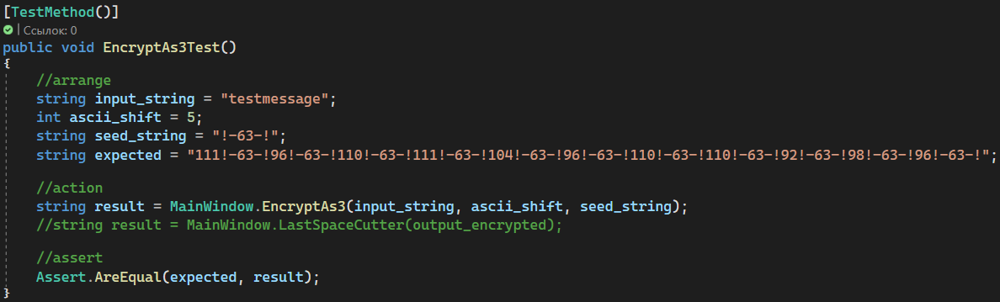 [TestMethod()]
| Ссылок: 0
public void EncryptAs3Test()
{
//arrange
string input_string = "testmessage";
int ascii_shift = 5;
string seed_string = "!-63-!";
string expected = "111!-63-!96!-63-!110!-63-!111!-63-!104!-63-!96!-63-!110!-63-!110!-63-!92!-63-!98!-63-!96!-63-!";
//action
string result = MainWindow.EncryptAs3(input_string, ascii_shift, seed_string);
//string result = MainWindow.LastSpaceCutter(output_encrypted);
//assert
Assert.AreEqual(expected, result);
}